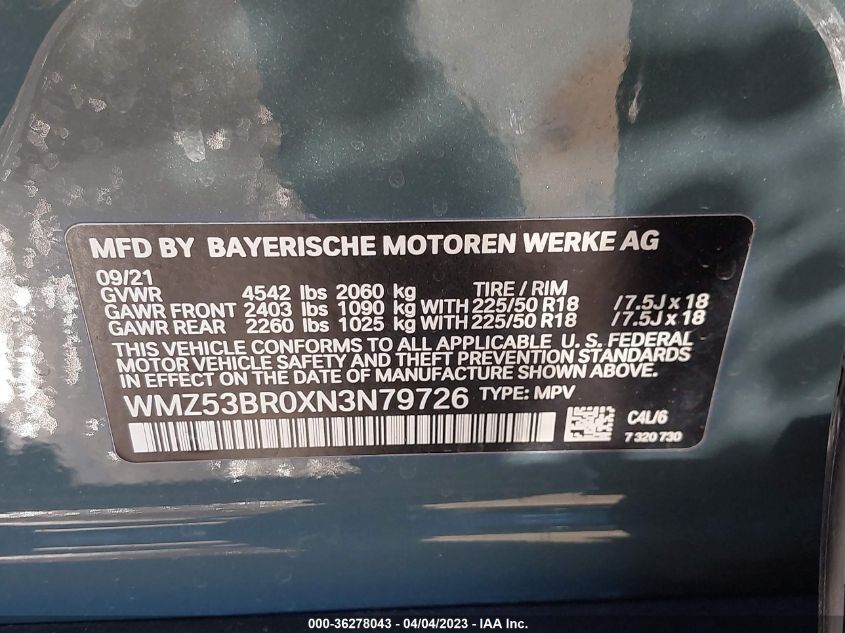 MFD BY BAYERISCHE MOTOREN WERKE AG
09/21
GVWR 4542 lbs 2060 kg TIRE / RIM
GAWR FRONT 2403 lbs 1090 kg WITH 225/50 R18 /7.5J x 18
GAWR REAR 2260 lbs 1025 kg WITH 225/50 R18 /7.5J x 18
THIS VEHICLE CONFORMS TO ALL APPLICABLE U. S. FEDERAL
MOTOR VEHICLE SAFETY AND THEFT PREVENTION STANDARDS
IN EFFECT ON THE DATE OF MANUFACTURE SHOWN ABOVE.
WMZ53BR0XN3N79726 TYPE: MPV
C4L/6
7 320 730
000-36278043 - 04/04/2023 - IAA Inc.